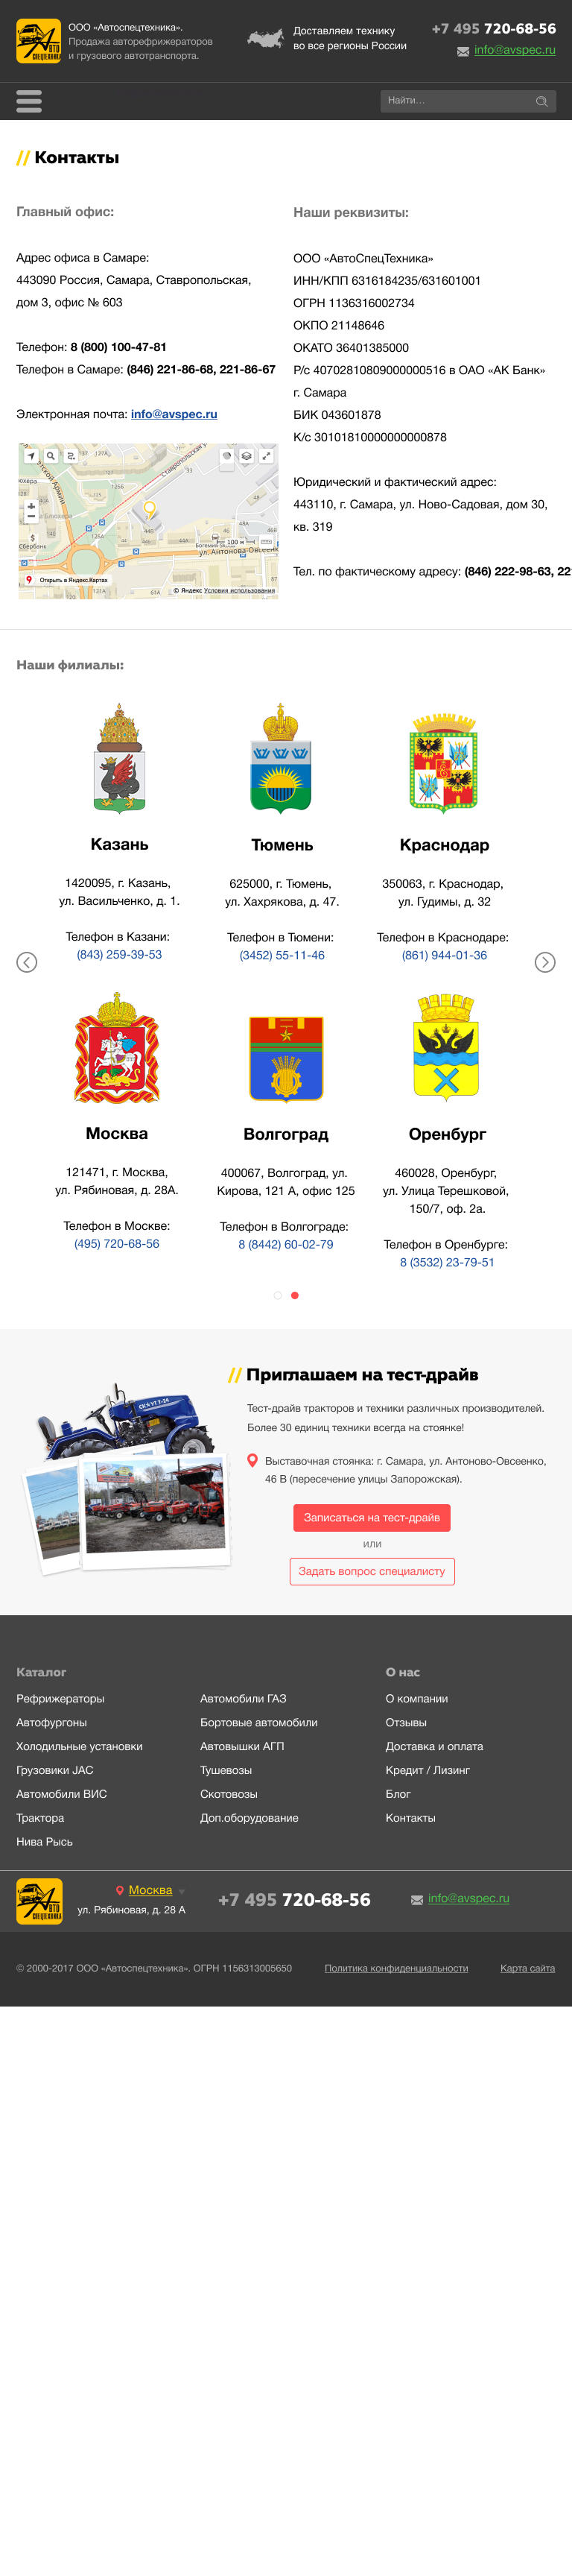 ООО «Автоспецтехника».
Продажа авторефрижераторов
и грузового автотранспорта.
Доставляем технику
во все регионы России
+7 495 720-68-56
info@avspec.ru
Найти...
// Контакты
Главный офис:
Адрес офиса в Самаре:
443090 Россия, Самара, Ставропольская,
дом 3, офис № 603
Телефон: 8 (800) 100-47-81
Телефон в Самаре: (846) 221-86-68, 221-86-67
Электронная почта: info@avspec.ru
ставропольская ул.
125б
Сбербанк
100 м
ул. Антонова-Овсеенко
Открыть в Яндекс.Картах
© Яндекс Условия использования
Наши реквизиты:
ООО «АвтоСпецТехника»
ИНН/КПП 6316184235/631601001
ОГРН 1136316002734
ОКПО 21148646
ОКАТО 36401385000
Р/с 40702810809000000516 в ОАО «АК Банк»
г. Самара
БИК 043601878
К/с 30101810000000000878
Юридический и фактический адрес:
443110, г. Самара, ул. Ново-Садовая, дом 30,
кв. 319
Тел. по фактическому адресу: (846) 222-98-63, 22
Наши филиалы:
Казань
1420095, г. Казань,
ул. Васильченко, д. 1.
Телефон в Казани:
(843) 259-39-53
Тюмень
625000, г. Тюмень,
ул. Хахрякова, д. 47.
Телефон в Тюмени:
(3452) 55-11-46
Краснодар
350063, г. Краснодар,
ул. Гудимы, д. 32
Телефон в Краснодаре:
(861) 944-01-36
Москва
121471, г. Москва,
ул. Рябиновая, д. 28А.
Телефон в Москве:
(495) 720-68-56
Волгоград
400067, Волгоград, ул.
Кирова, 121 А, офис 125
Телефон в Волгограде:
8 (8442) 60-02-79
Оренбург
460028, Оренбург,
ул. Улица Терешковой,
150/7, оф. 2а.
Телефон в Оренбурге:
8 (3532) 23-79-51
// Приглашаем на тест-драйв
Тест-драйв тракторов и техники различных производителей.
Более 30 единиц техники всегда на стоянке!
Выставочная стоянка: г. Самара, ул. Антоново-Овсеенко,
46 В (пересечение улицы Запорожская).
Записаться на тест-драйв
или
Задать вопрос специалисту
Каталог
Рефрижераторы
Автофургоны
Холодильные установки
Грузовики JAC
Автомобили ВИС
Трактора
Нива Рысь
Автомобили ГАЗ
Бортовые автомобили
Автовышки АГП
Тушевозы
Скотовозы
Доп.оборудование
О нас
О компании
Отзывы
Доставка и оплата
Кредит / Лизинг
Блог
Контакты
Москва
ул. Рябиновая, д. 28 А
+7 495 720-68-56
info@avspec.ru
© 2000-2017 ООО «Автоспецтехника». ОГРН 1156313005650
Политика конфиденциальности
Карта сайта